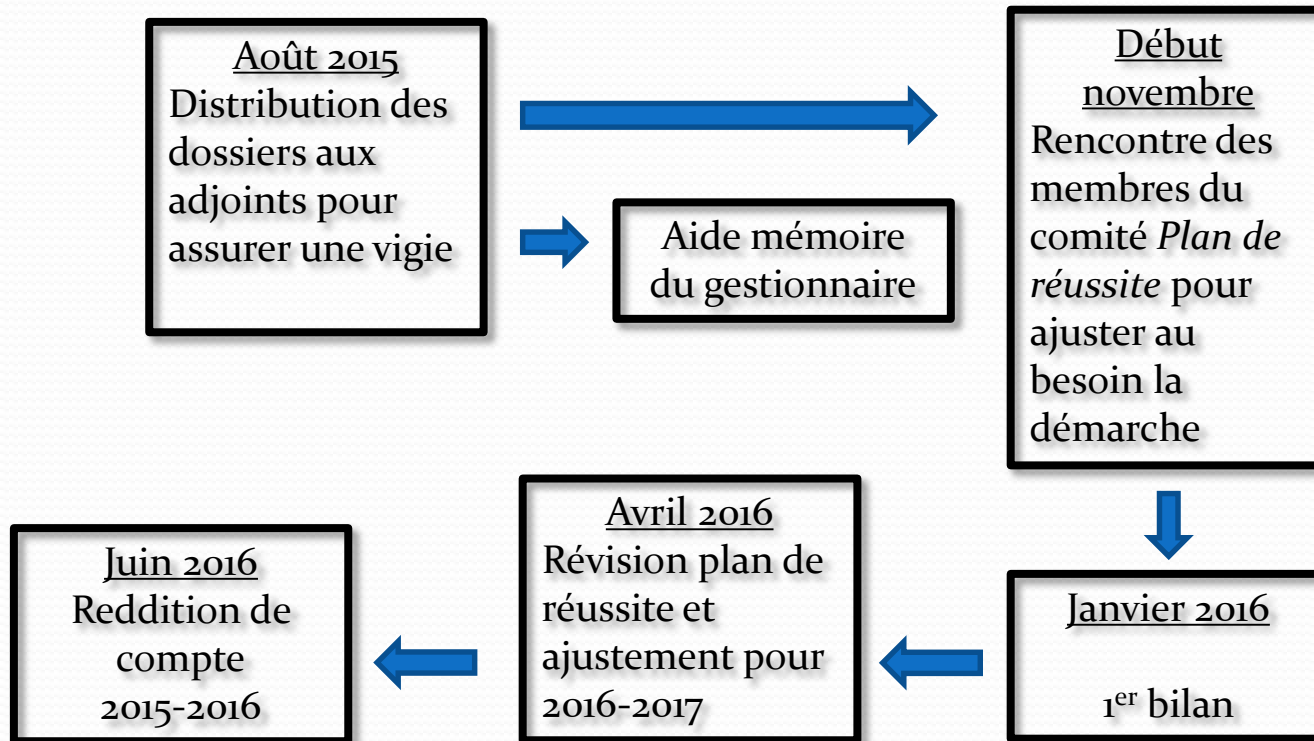 Août 2015
Distribution des
dossiers aux
adjoints pour
assurer une vigie
Aide mémoire
du gestionnaire
Début
novembre
Rencontre des
membres du
comité Plan de
réussite pour
ajuster au
besoin la
démarche
Janvier 2016
1er bilan
Avril 2016
Révision plan de
réussite et
ajustement pour
2016-2017
Juin 2016
Reddition de
compte
2015-2016